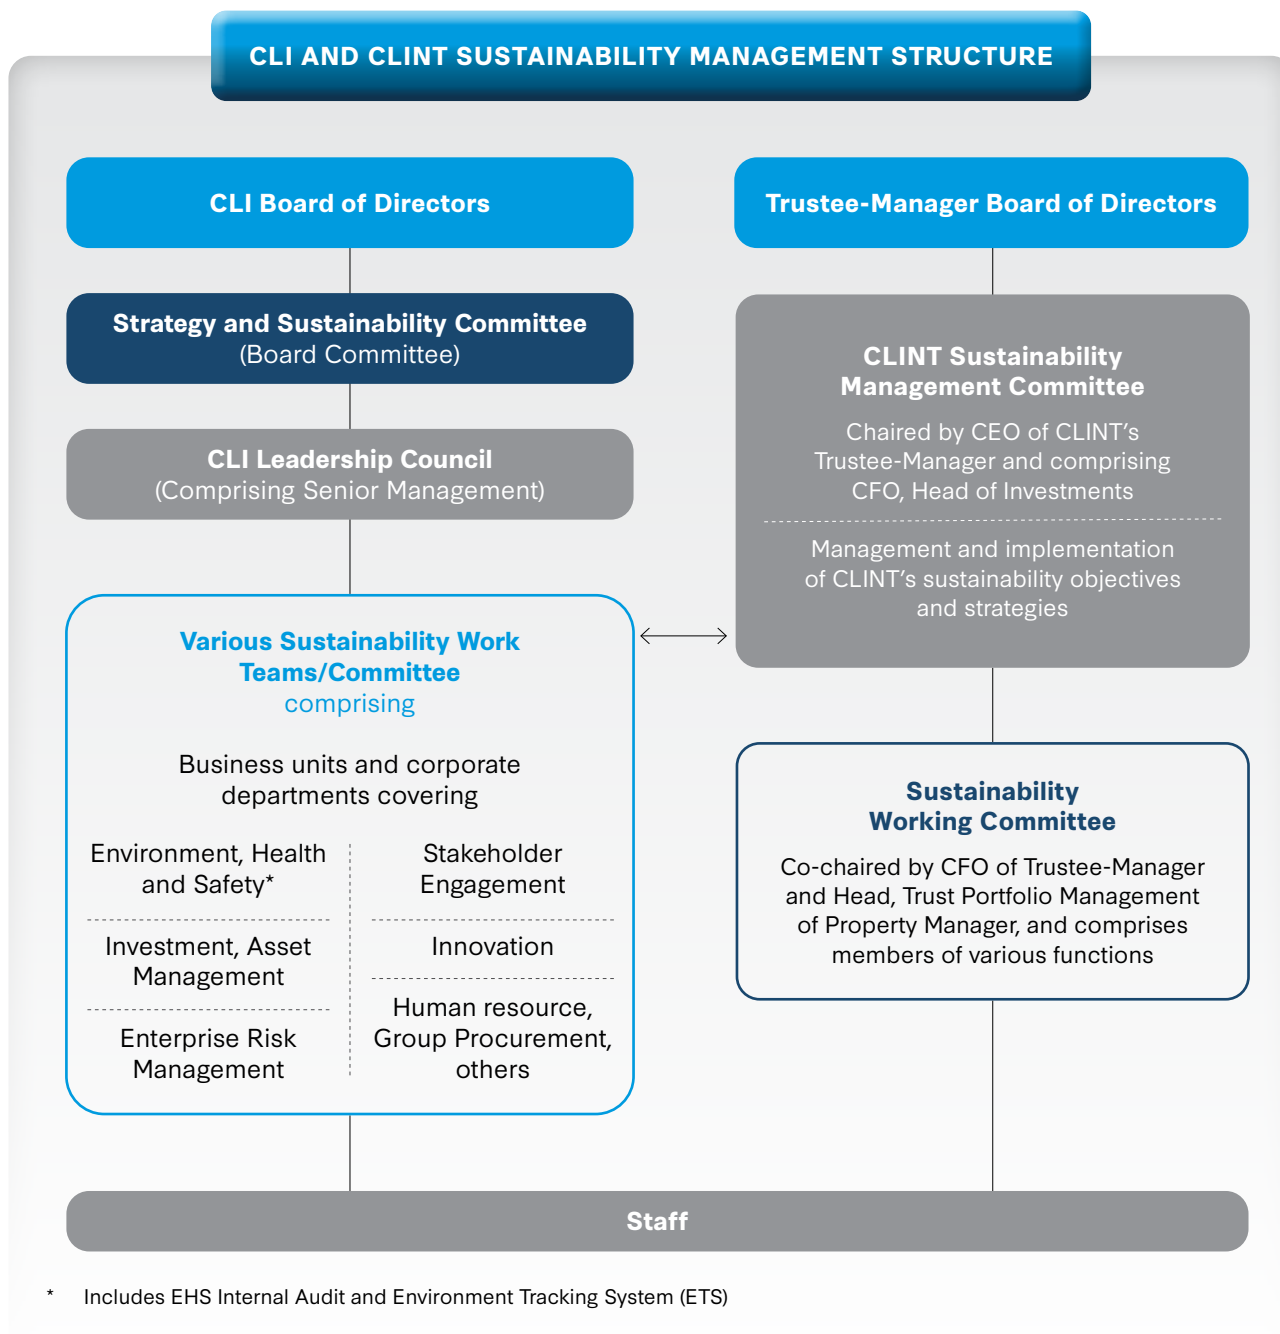 CLI AND CLINT SUSTAINABILITY MANAGEMENT STRUCTURE
CLI Board of Directors
Strategy and Sustainability Committee
(Board Committee)
CLI Leadership Council
(Comprising Senior Management)
Various Sustainability Work
Teams/Committee
comprising
Business units and corporate
departments covering
Environment, Health
and Safety*
Investment, Asset
Management
Enterprise Risk
Management
Stakeholder
Engagement
Innovation
Human resource,
Group Procurement,
others
Trustee-Manager Board of Directors
CLINT Sustainability
Management Committee
Chaired by CEO of CLINT’s
Trustee-Manager and comprising
CFO, Head of Investments
Management and implementation
of CLINT’s sustainability objectives
and strategies
Sustainability
Working Committee
Co-chaired by CFO of Trustee-Manager
and Head, Trust Portfolio Management
of Property Manager, and comprises
members of various functions
Staff
* Includes EHS Internal Audit and Environment Tracking System (ETS)